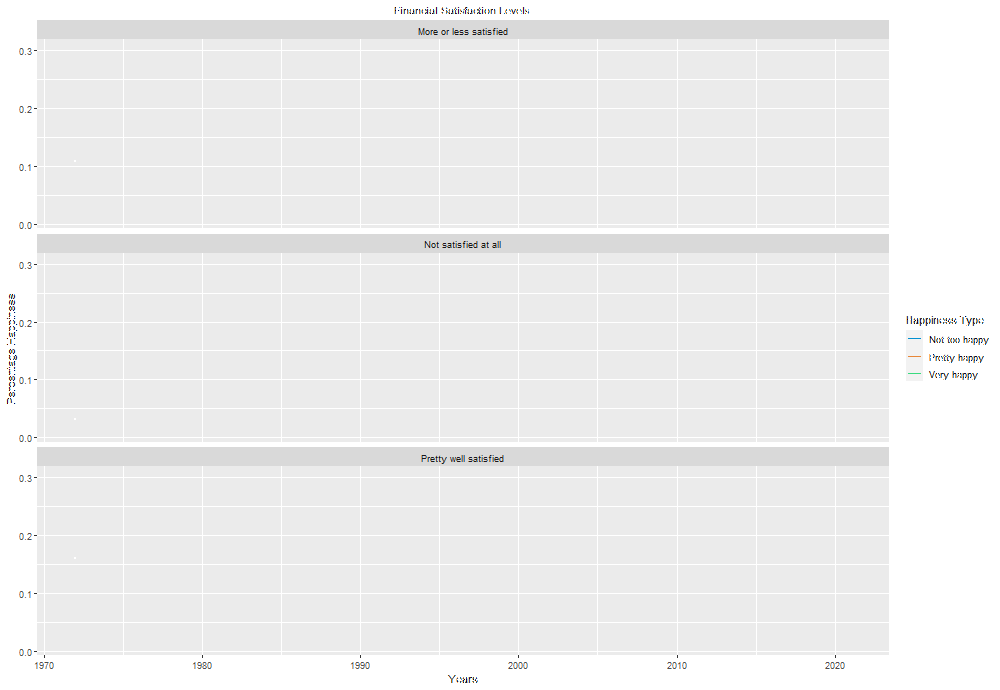 Financial Satisfaction Levels
More or less satisfied
0.3
0.2
0.1
0.0
Not satisfied at all
0.3
0.2
0.1
0.0
Pretty well satisfied
0.3
0.2
0.1
0.0
1970 1980 1990 2000 2010 2020
Years
Percentage Happiness
Happiness Type
Not too happy
Pretty happy
Very happy